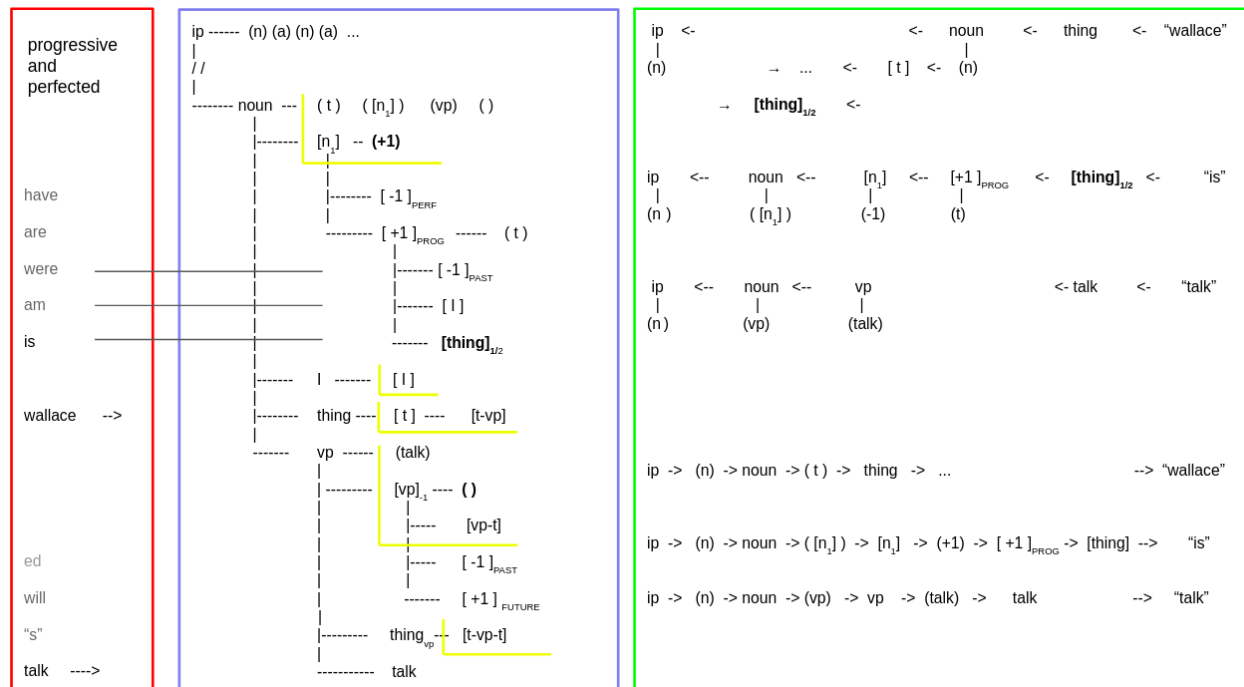 progressive
and
perfected
have
are
were
am
is
wallace -->
ed
will
“s”
talk ---->
ip ------ (n) (a) (n) (a) ...
|
/ /
|
-------- noun --- ( t ) ( [n1] ) (vp) ( )
|-------- [n1] -- (+1)
|-------- [ -1 ]PERF
--------- [ +1 ]PROG ------ ( t )
|------- [ -1 ]PAST
|------- [ I ]
------- [thing]1/2
|------- I ------- [ I ]
|-------- thing ---- [ t ] ---- [t-vp]
------- vp ------ (talk)
|--------- [vp]-1 ---- ( )
|----- [vp-t]
|----- [ -1 ]PAST
------- [ +1 ] FUTURE
|--------- thingvp --- [t-vp-t]
----------- talk
ip <- <- noun <- thing <- “wallace”
| |
(n) → ... <- [ t ] <- (n)
→ [thing]1/2 <-
ip <-- noun <-- [n1] <-- [+1 ]PROG <- [thing]1/2 <- “is”
| | | |
(n ) ( [n1] ) (-1) (t)
ip <-- noun <-- vp <- talk <- “talk”
| | |
(n ) (vp) (talk)
ip -> (n) -> noun -> ( t ) -> thing -> ... --> “wallace”
ip -> (n) -> noun -> ( [n1] ) -> [n1] -> (+1) -> [ +1 ]PROG -> [thing] --> “is”
ip -> (n) -> noun -> (vp) -> vp -> (talk) -> talk --> “talk”